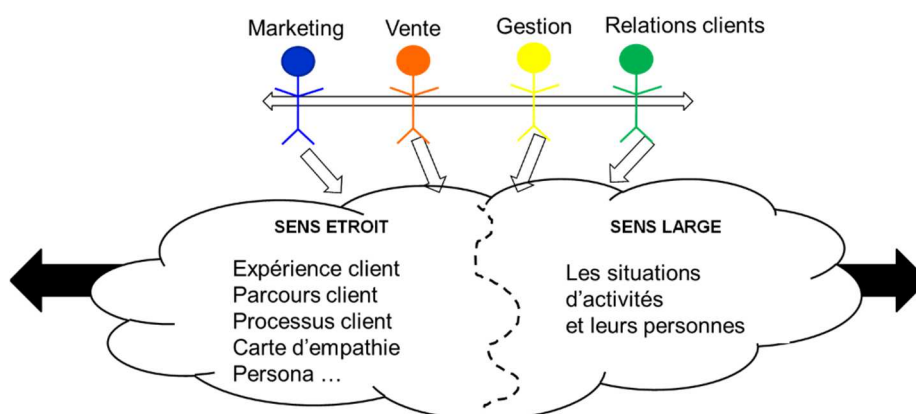 Marketing
Vente
Gestion
Relations clients
SENS ETROIT
Expérience client
Parcours client
Processus client
Carte d'empathie
Persona …
SENS LARGE
Les situations
d'activités
et leurs personnes